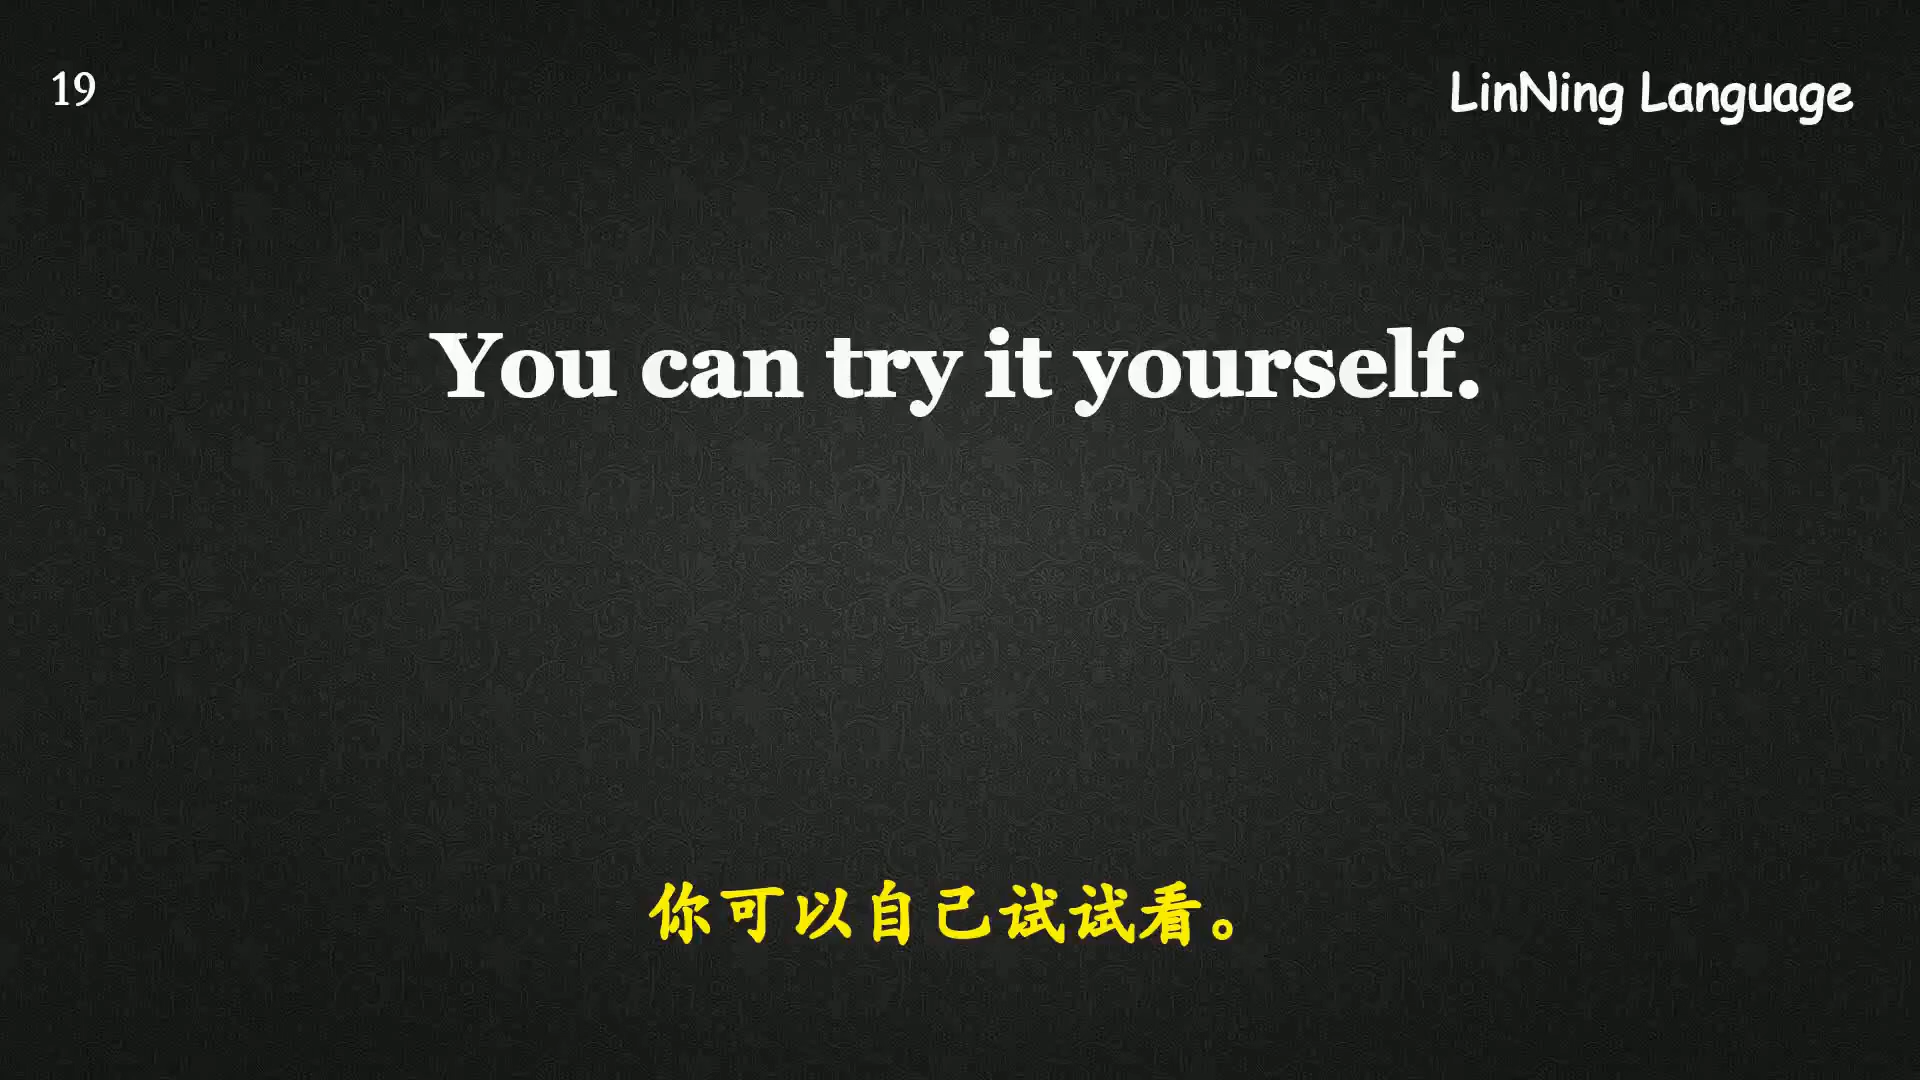 19
LinNing Language
You can try it yourself.
你可以自己试试看。